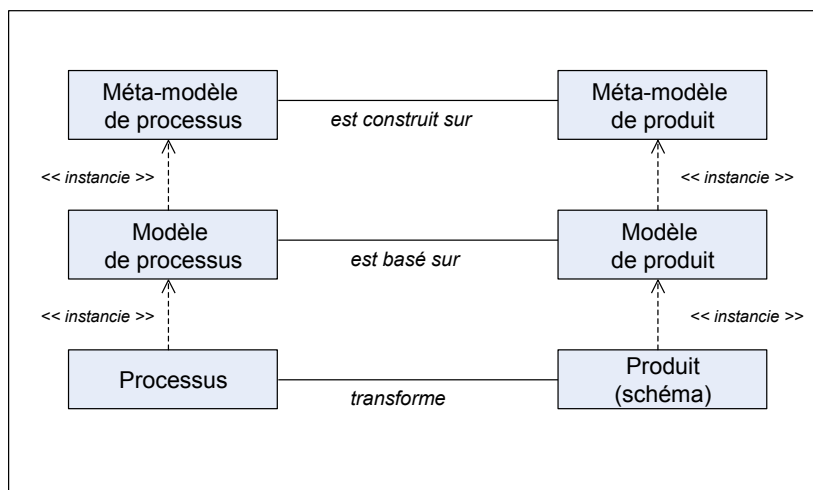 Méta-modèle
de processus
est construit sur
Méta-modèle
de produit
<< instancie >>
<< instancie >>
Modèle
de processus
est basé sur
Modèle
de produit
<< instancie >>
<< instancie >>
Processus
transforme
Produit
(schéma)